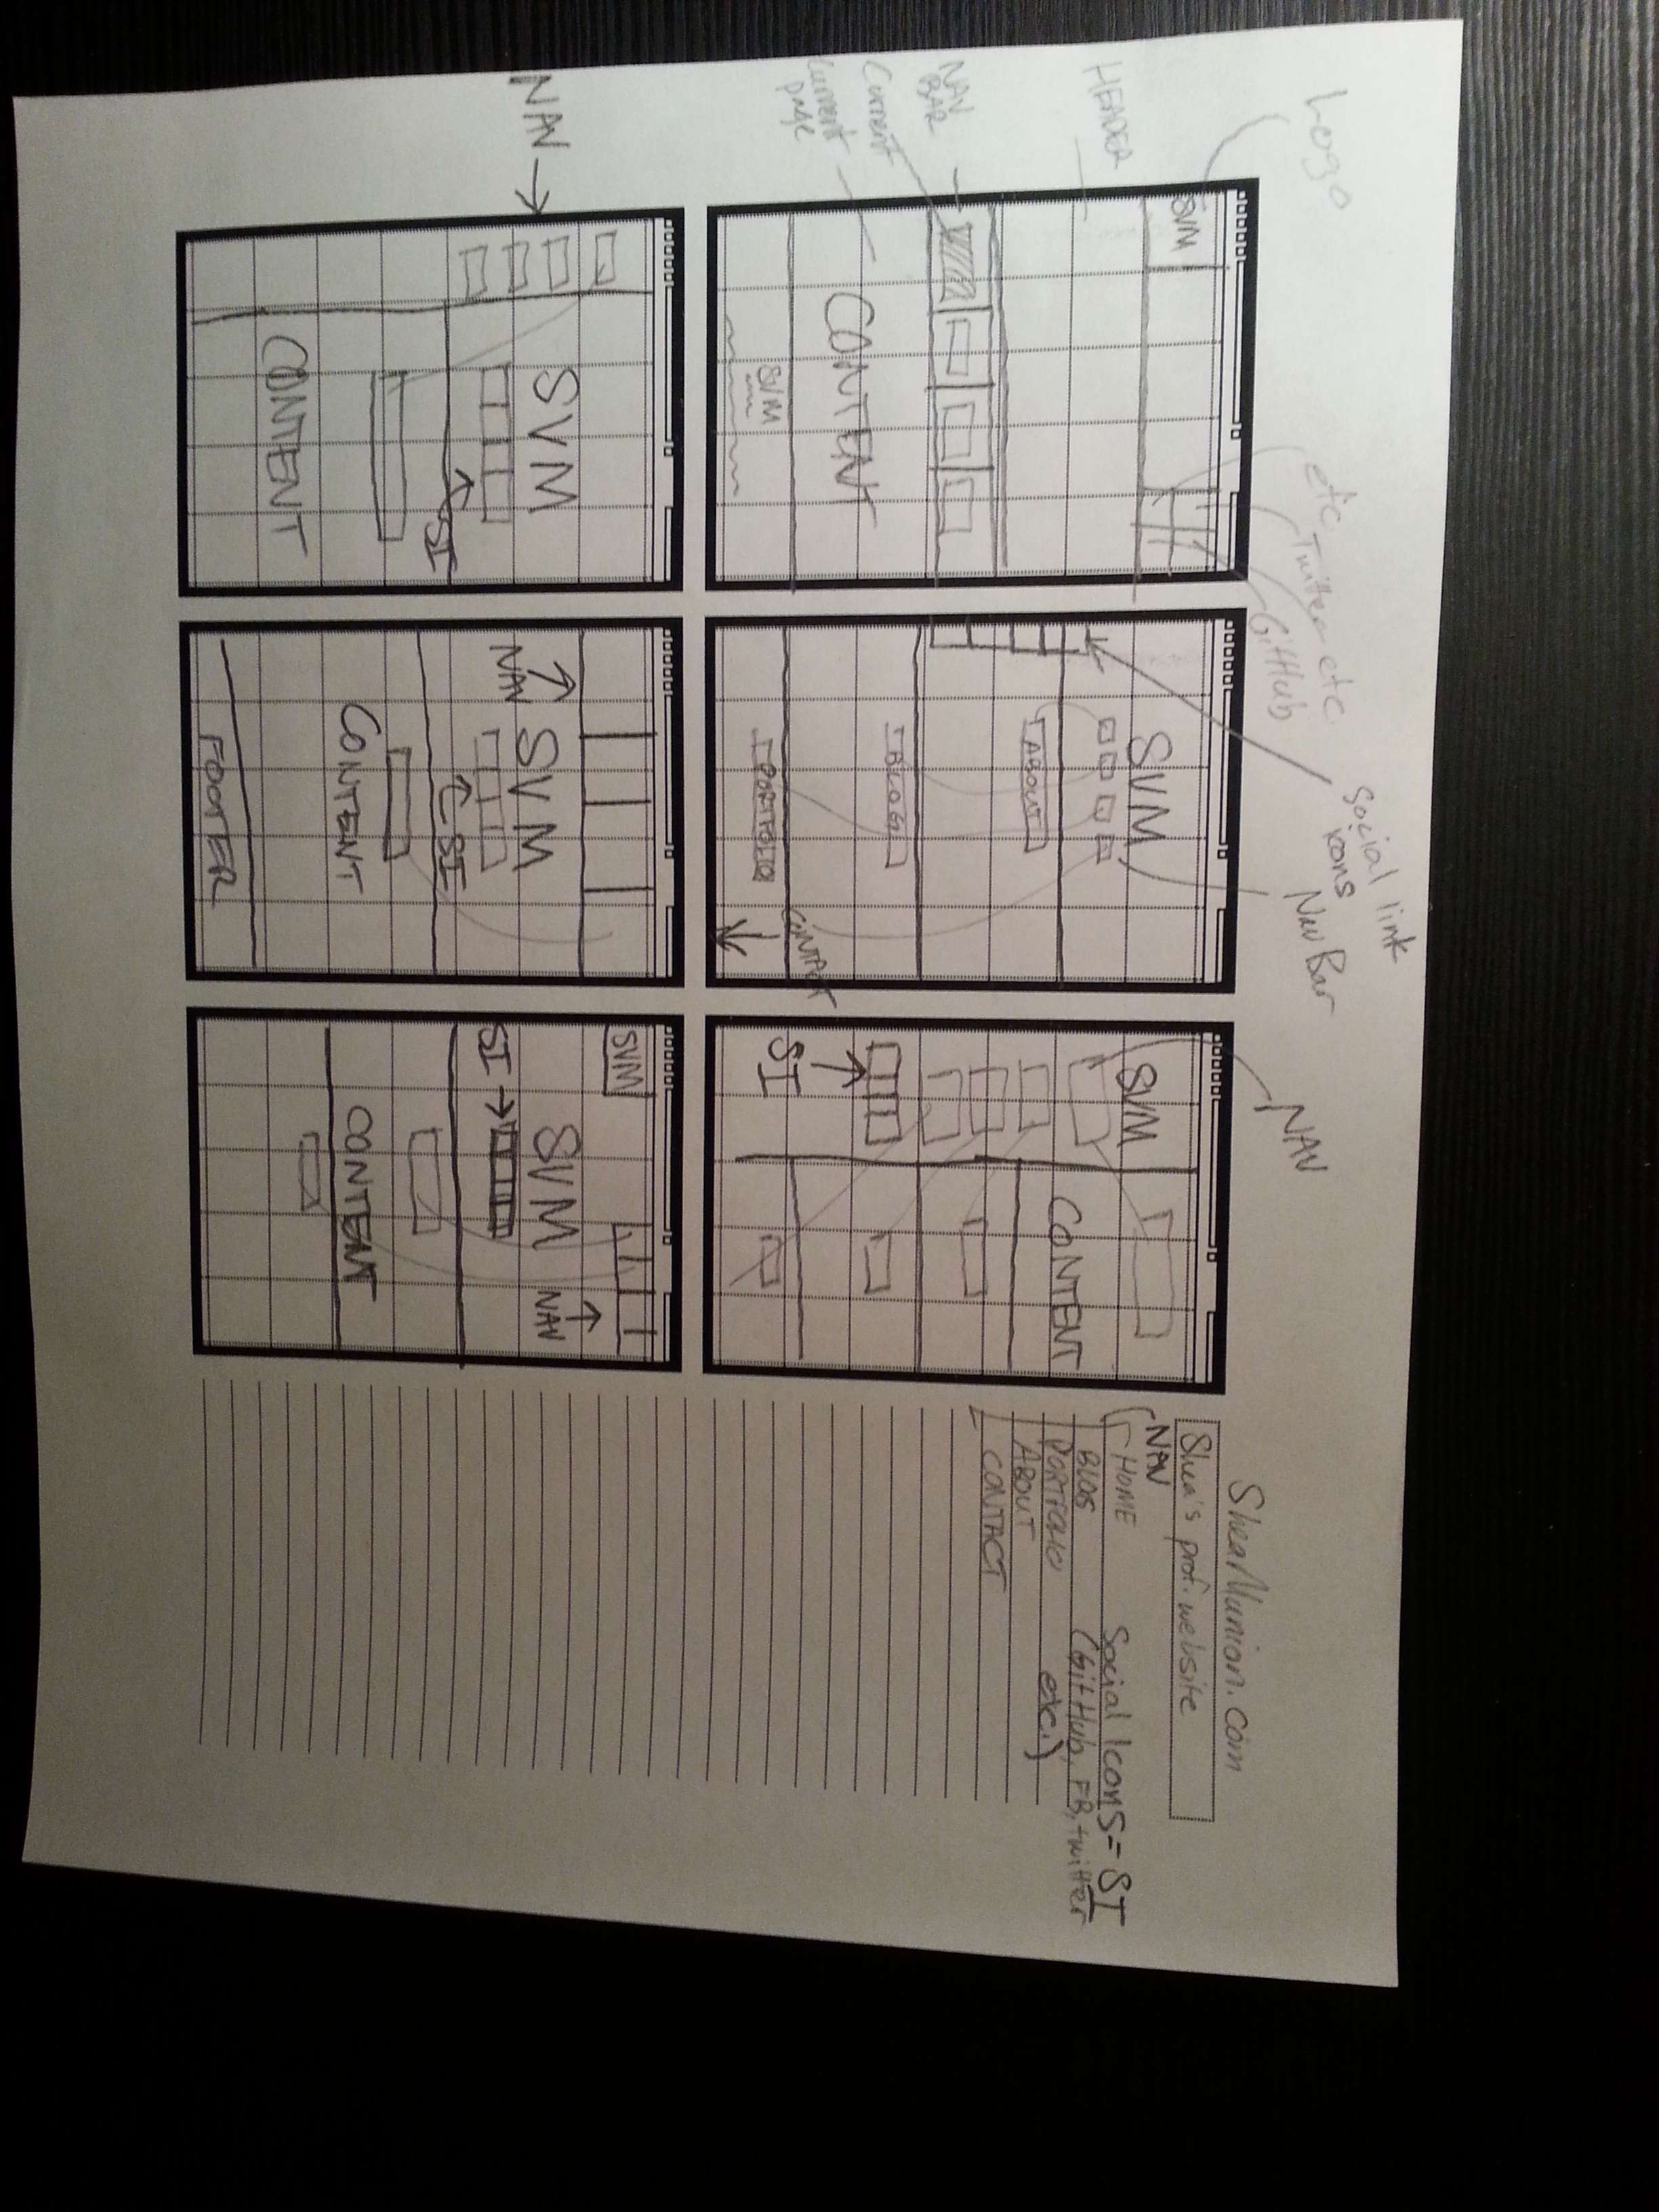 Logo
etc. Twitter etc.
GitHub
Social link
icons
Nav Bar
NAV
HEADER
NAV
BAR
Current
Current
page
SVM
CONTENT
SVM
SVM
ABOUT
BLOG
PORTFOLIO
CONTACT
SVM
CONTENT
SI
SheaMunion.com
Shea's prof. website
NAV
HOME
BLOG
PORTFOLIO
ABOUT
CONTACT
Social Icons = SI
(GitHub, FB, twitter
etc.)
NAV
SVM
SI
CONTENT
NAV
SVM
SI
CONTENT
FOOTER
SVM
NAV
SVM
SI
CONTENT